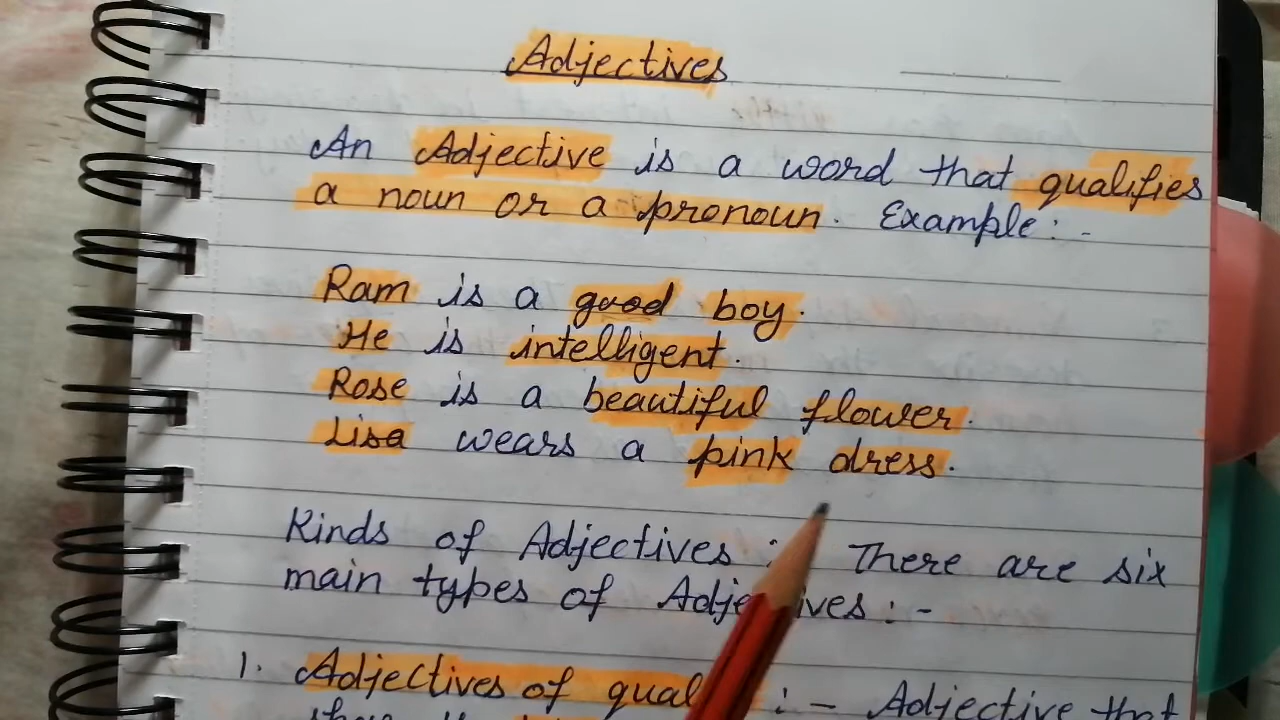 Adjectives
An Adjective is a word that qualifies
a noun or a pronoun. Example: -
Ram is a good boy.
He is intelligent.
Rose is a beautiful flower.
Lisa wears a pink dress.
Kinds of Adjectives : There are six
main types of Adjectives : -
1. Adjectives of qual : - Adjective that